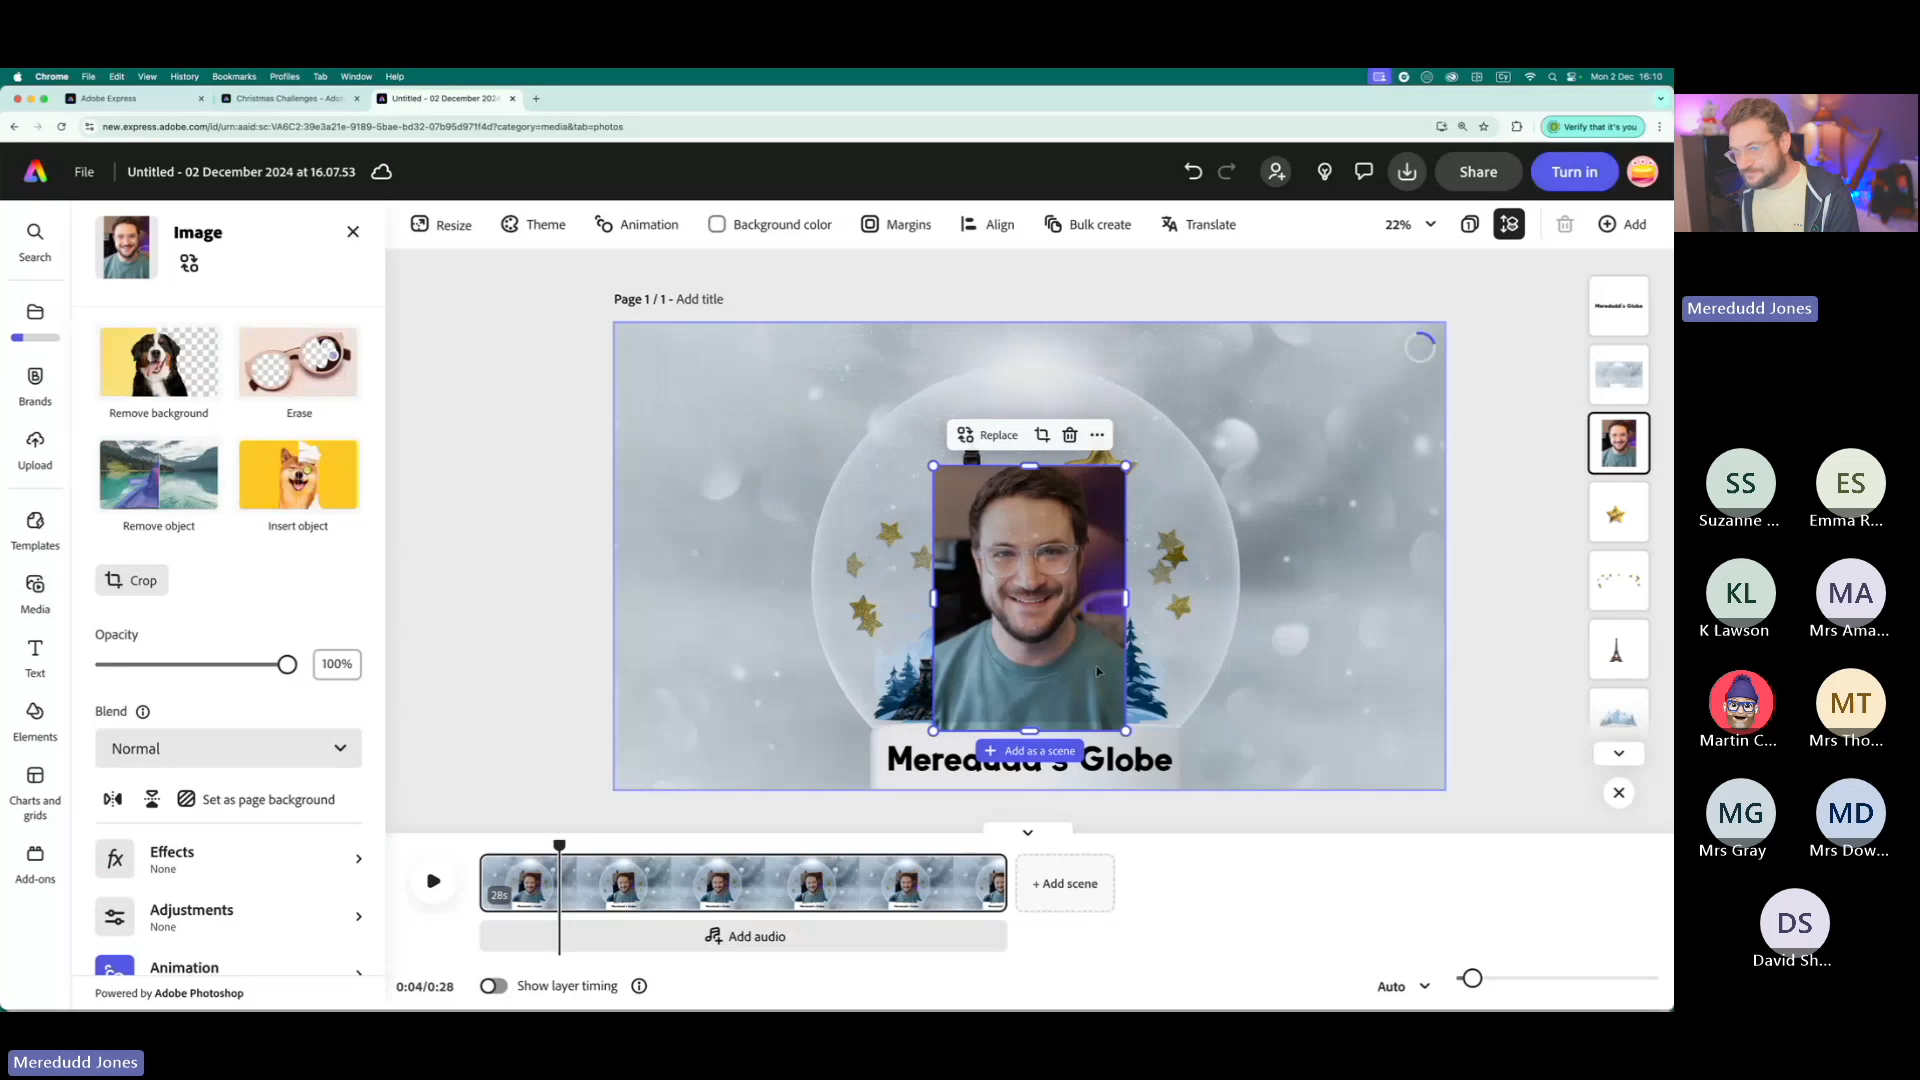 Chrome File Edit View History Bookmarks Profiles Tab Window Help
Cy Mon 2 Dec 16:10
Adobe Express
Christmas Challenges - Adob
Untitled - 02 December 2024
new.express.adobe.com/id/urn:aaid:sc:VA6C2:39e3a21e-9189-5bae-bd32-07b95d971f4d?category=media&tab=photos
Verify that it's you
File Untitled - 02 December 2024 at 16.07.53
Share Turn in
Resize Theme Animation Background color Margins Align Bulk create Translate
22% 1 Add
Search
Brands
Upload
Templates
Media
Text
Elements
Charts and grids
Add-ons
Image
Remove background
Erase
Remove object
Insert object
Crop
Opacity
100%
Blend
Normal
Set as page background
Effects
None
Adjustments
None
Animation
Powered by Adobe Photoshop
Page 1 / 1 - Add title
Replace
Add as a scene
Globe
Meredudd's Globe
28s
+ Add scene
Add audio
0:04/0:28
Show layer timing
Auto
Meredudd Jones
SS
Suzanne ...
ES
Emma R...
KL
K Lawson
MA
Mrs Ama...
Martin C...
MT
Mrs Tho...
MG
Mrs Gray
MD
Mrs Dow...
DS
David Sh...
Meredudd Jones